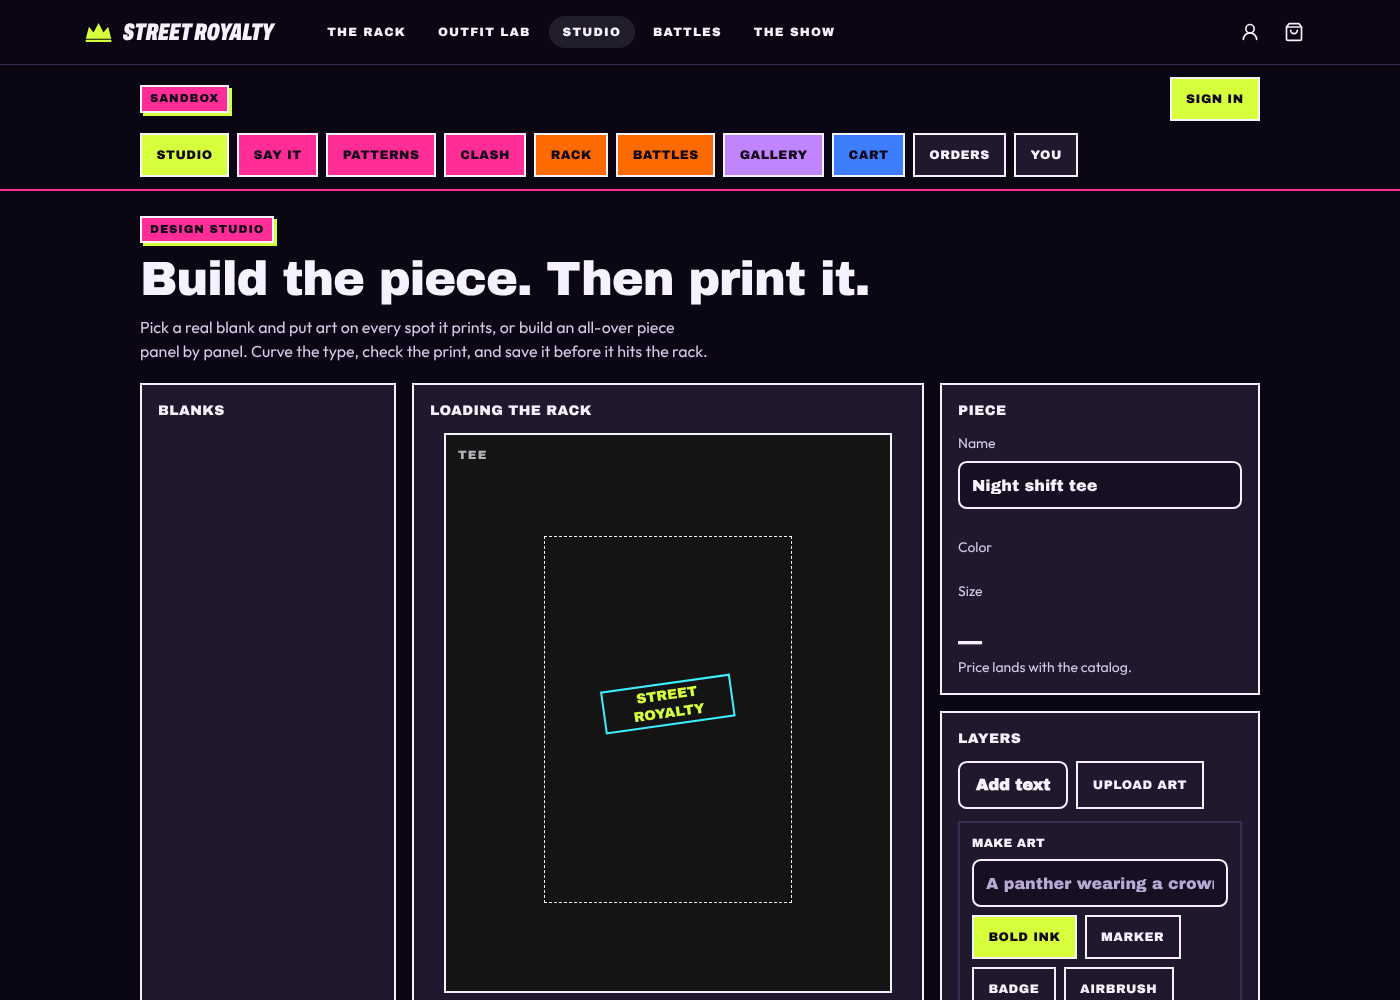 STREET ROYALTY
THE RACK
OUTFIT LAB
STUDIO
BATTLES
THE SHOW
SANDBOX
SIGN IN
STUDIO
SAY IT
PATTERNS
CLASH
RACK
BATTLES
GALLERY
CART
ORDERS
YOU
DESIGN STUDIO
Build the piece. Then print it.
Pick a real blank and put art on every spot it prints, or build an all-over piece
panel by panel. Curve the type, check the print, and save it before it hits the rack.
BLANKS
LOADING THE RACK
TEE
STREET
ROYALTY
PIECE
Name
Night shift tee
Color
Size
—
Price lands with the catalog.
LAYERS
Add text
UPLOAD ART
MAKE ART
A panther wearing a crown
BOLD INK
MARKER
BADGE
AIRBRUSH